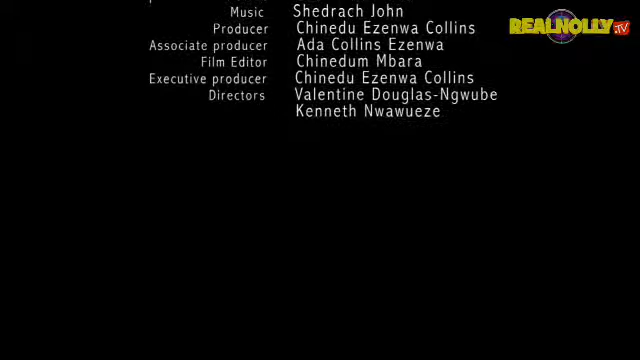 Music Shedrach John
REALNOLLY.TV
Producer Chinedu Ezenwa Collins
Associate producer Ada Collins Ezenwa
Film Editor Chinedum Mbara
Executive producer Chinedu Ezenwa Collins
Directors Valentine Douglas-Ngwube
Kenneth Nwawueze